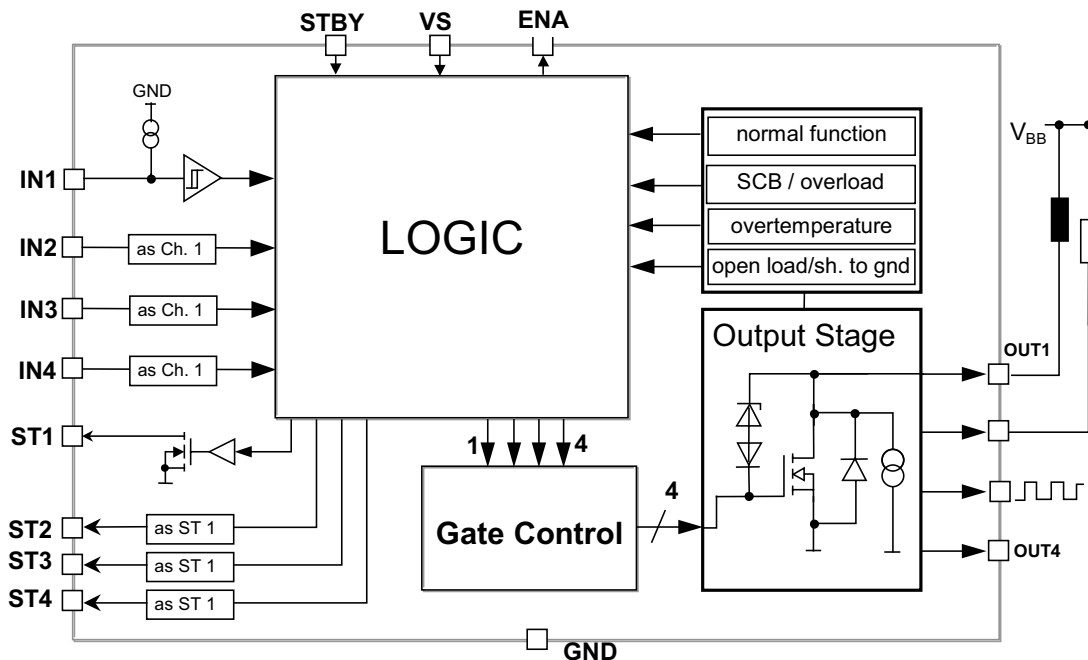 STBY VS ENA
GND
normal function
V_BB
IN1
SCB / overload
LOGIC
overtemperature
IN2 as Ch. 1
open load/sh. to gnd
IN3 as Ch. 1
Output Stage
OUT1
IN4 as Ch. 1
ST1
1 4
4
Gate Control
ST2 as ST 1
OUT4
ST3 as ST 1
ST4 as ST 1
GND